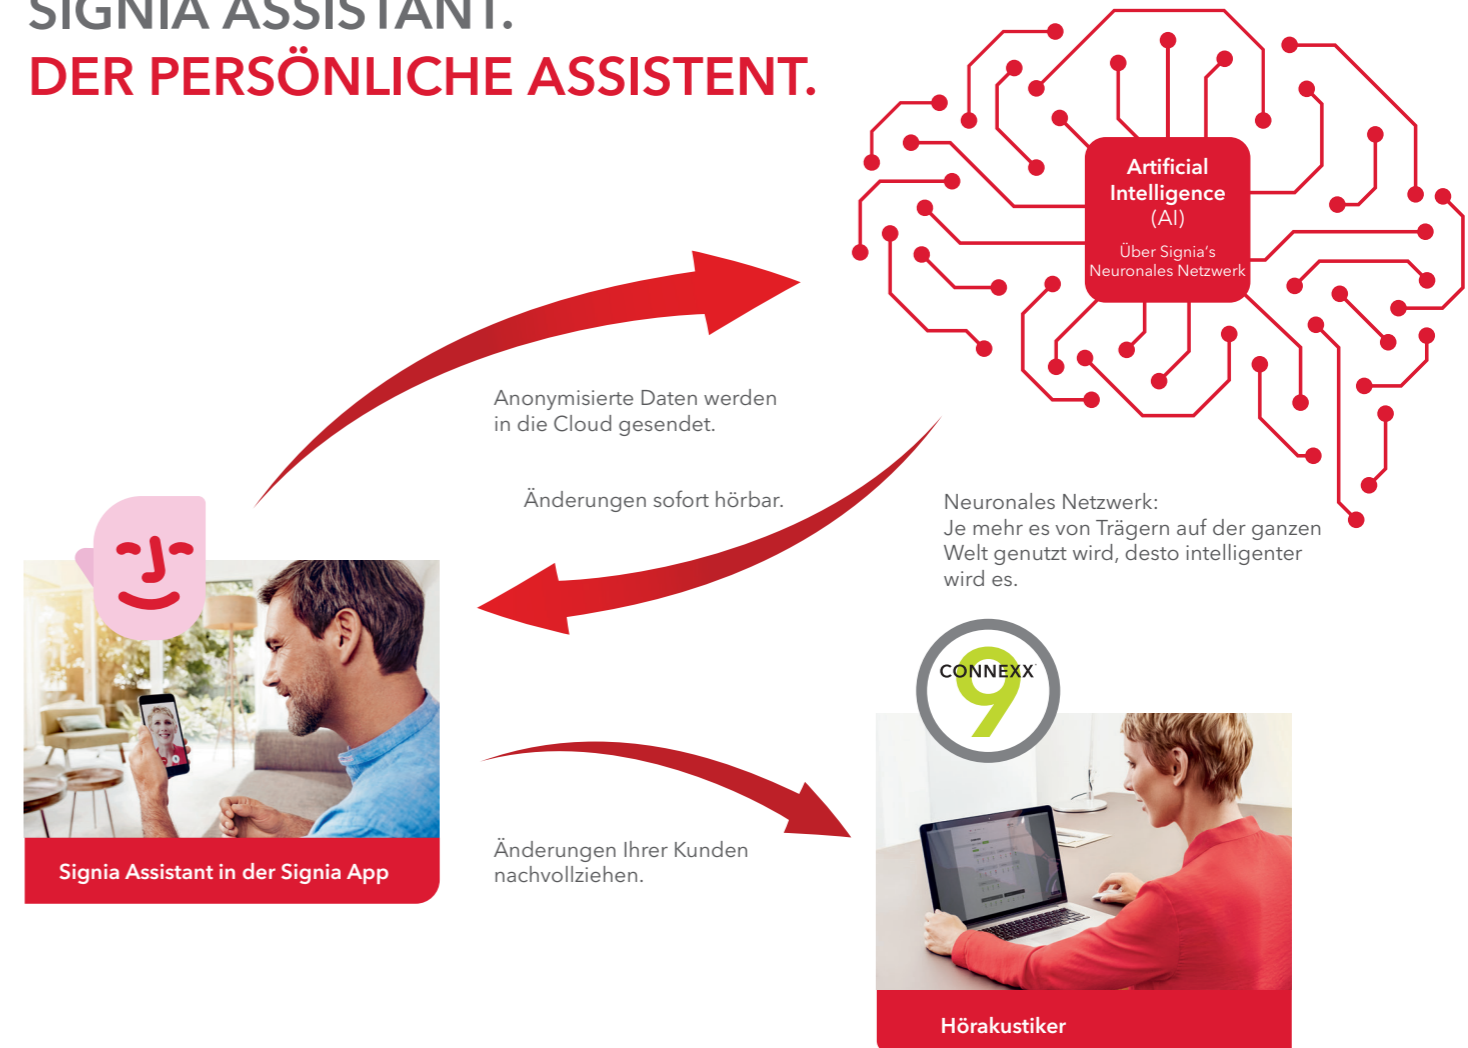 SIGNIA ASSISTANT.
DER PERSÖNLICHE ASSISTENT.
Artificial
Intelligence
(AI)
Über Signia's
Neuronales Netzwerk
Anonymisierte Daten werden
in die Cloud gesendet.
Änderungen sofort hörbar.
Neuronales Netzwerk:
Je mehr es von Trägern auf der ganzen
Welt genutzt wird, desto intelligenter
wird es.
CONNEXX
9
Änderungen Ihrer Kunden
nachvollziehen.
Signia Assistant in der Signia App
Hörakustiker